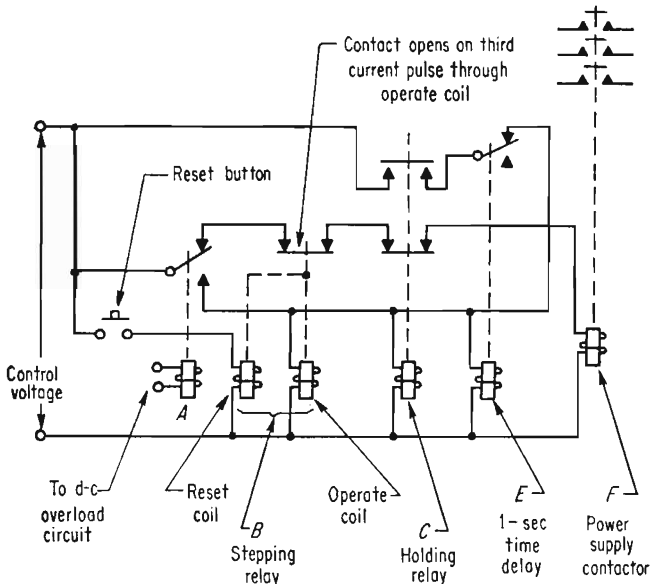 Contact opens on third
current pulse through
operate coil
Reset button
Control
voltage
A
To d-c
overload
circuit
Reset
coil
B
Stepping
relay
Operate
coil
C
Holding
relay
E
1-sec
time
delay
F
Power
supply
contactor